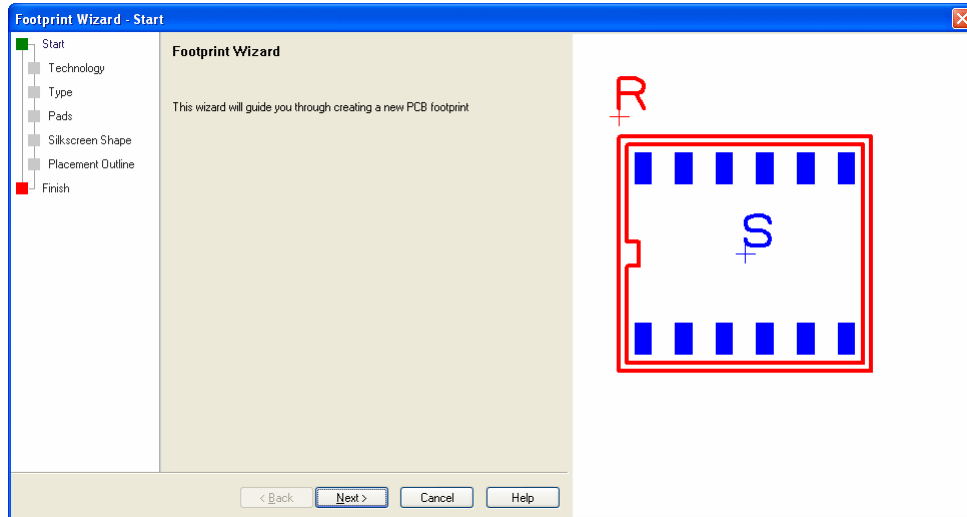 Footprint Wizard - Start
Start
Technology
Type
Pads
Silkscreen Shape
Placement Outline
Finish
Footprint Wizard
This wizard will guide you through creating a new PCB footprint
R
S
< Back Next > Cancel Help